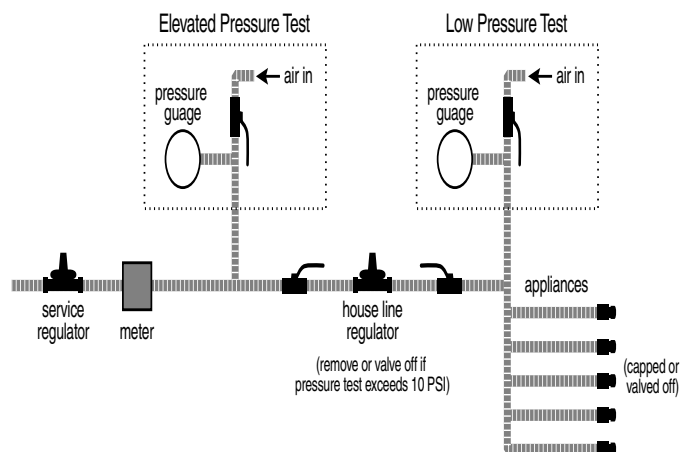 Elevated Pressure Test
Low Pressure Test
air in
pressure
guage
air in
pressure
guage
service
regulator
meter
house line
regulator
(remove or valve off if
pressure test exceeds 10 PSI)
appliances
(capped or
valved off)